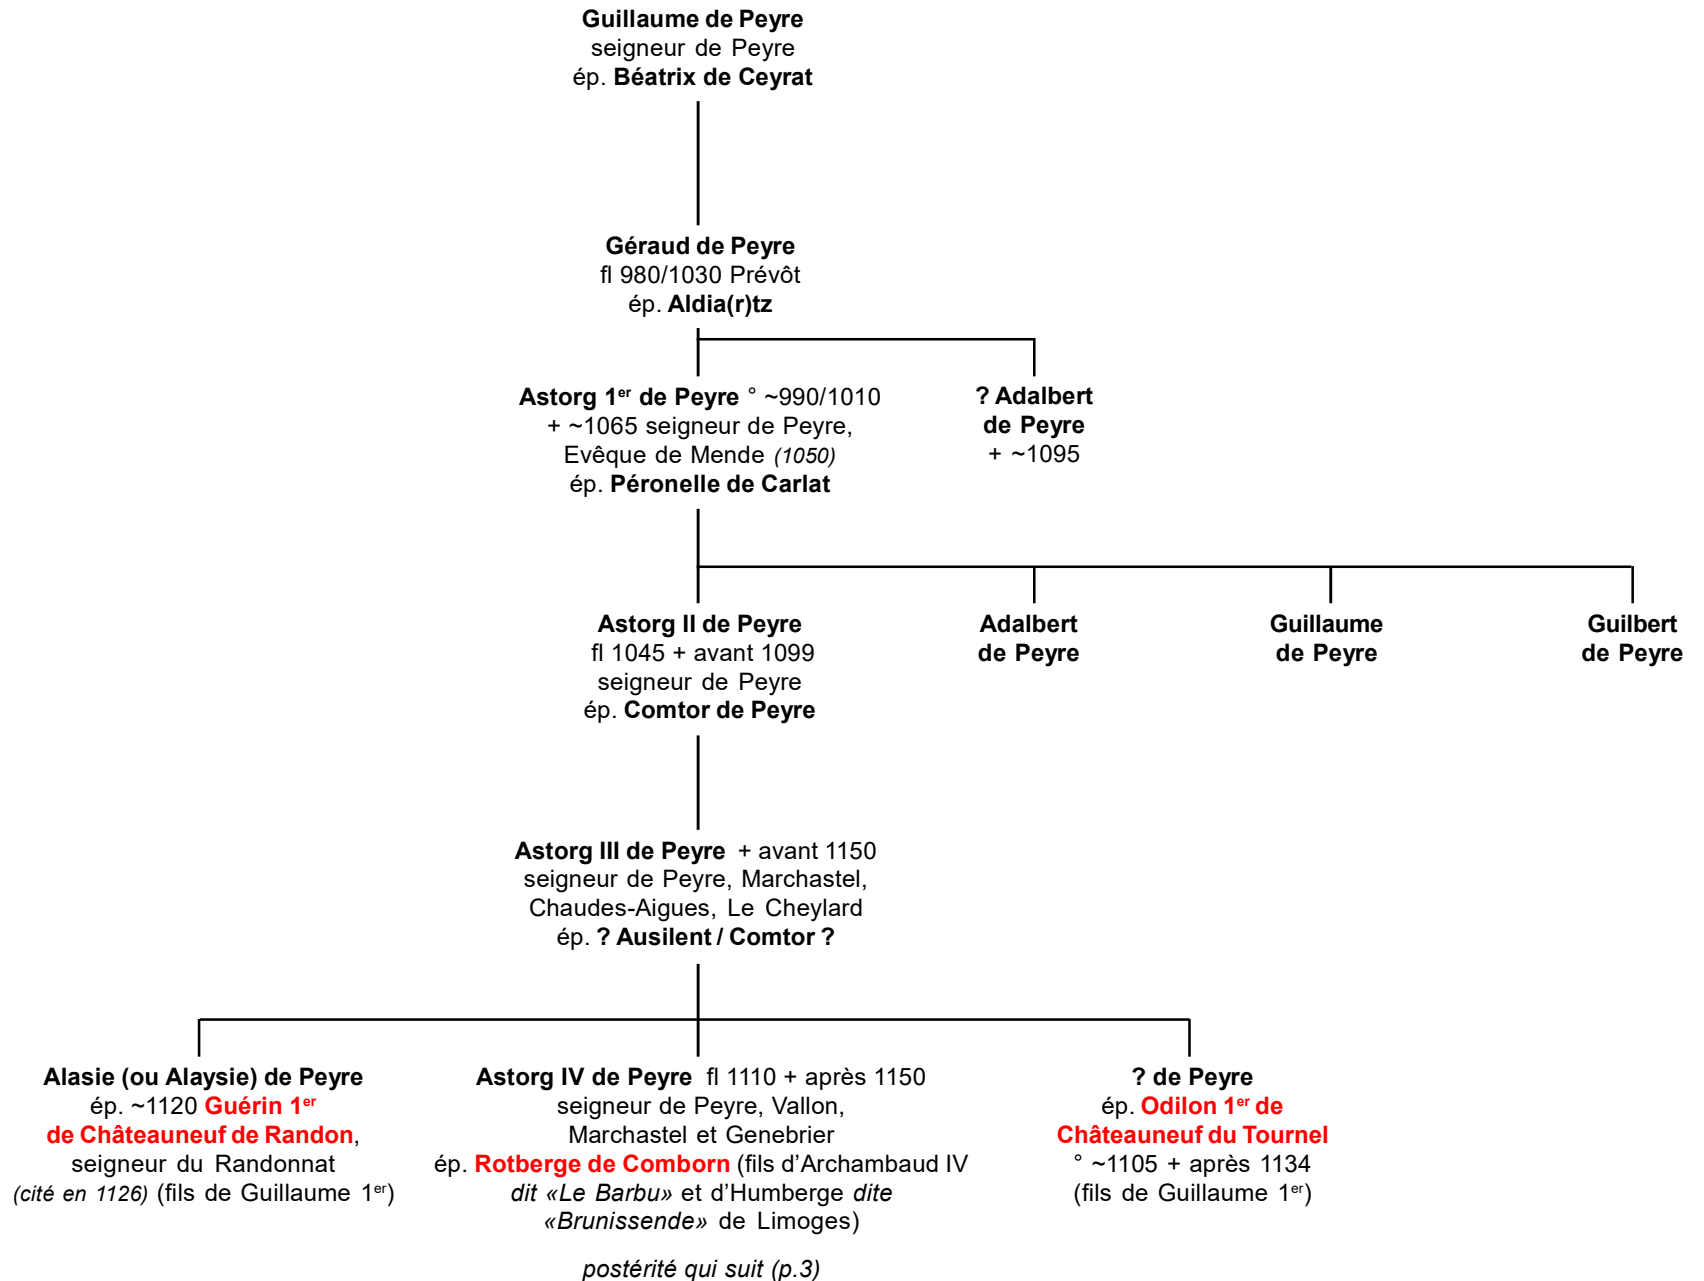 Guillaume de Peyre
seigneur de Peyre
ép. Béatrix de Ceyrat
Géraud de Peyre
fl 980/1030 Prévôt
ép. Aldia(r)tz
Astorg 1er de Peyre ° ~990/1010
+ ~1065 seigneur de Peyre,
Evêque de Mende (1050)
ép. Péronelle de Carlat
? Adalbert
de Peyre
+ ~1095
Astorg II de Peyre
fl 1045 + avant 1099
seigneur de Peyre
ép. Comtor de Peyre
Adalbert
de Peyre
Guillaume
de Peyre
Guilbert
de Peyre
Astorg III de Peyre + avant 1150
seigneur de Peyre, Marchastel,
Chaudes-Aigues, Le Cheylard
ép. ? Ausilent / Comtor ?
Alasie (ou Alaysie) de Peyre
ép. ~1120 Guérin 1er
de Châteauneuf de Randon,
seigneur du Randonnat
(cité en 1126) (fils de Guillaume 1er)
Astorg IV de Peyre fl 1110 + après 1150
seigneur de Peyre, Vallon,
Marchastel et Genebrier
ép. Rotberge de Comborn (fils d'Archambaud IV
dit «Le Barbu» et d'Humberge dite
«Brunissende» de Limoges)
postérité qui suit (p.3)
? de Peyre
ép. Odilon 1er de
Châteauneuf du Tournel
° ~1105 + après 1134
(fils de Guillaume 1er)